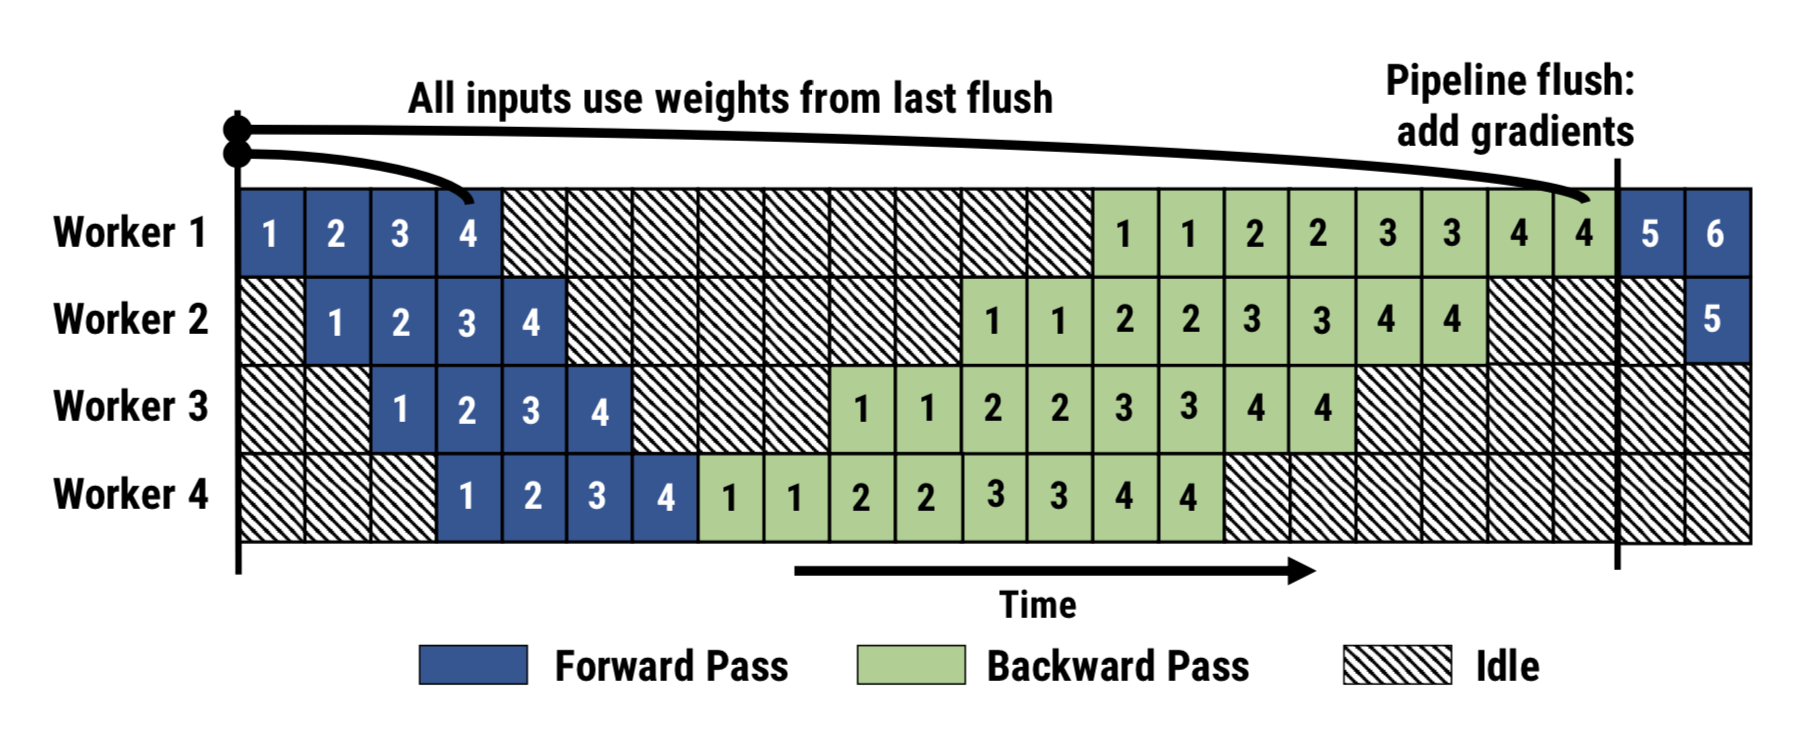 All inputs use weights from last flush
Pipeline flush:
add gradients
Worker 1 1 2 3 4 1 1 2 2 3 3 4 4 5 6
Worker 2 1 2 3 4 1 1 2 2 3 3 4 4 5
Worker 3 1 2 3 4 1 1 2 2 3 3 4 4
Worker 4 1 2 3 4 1 1 2 2 3 3 4 4
Time
Forward Pass Backward Pass Idle